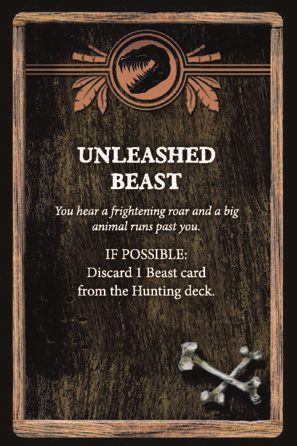 UNLEASHED
BEAST
You hear a frightening roar and a big
animal runs past you.
IF POSSIBLE:
Discard 1 Beast card
from the Hunting deck.